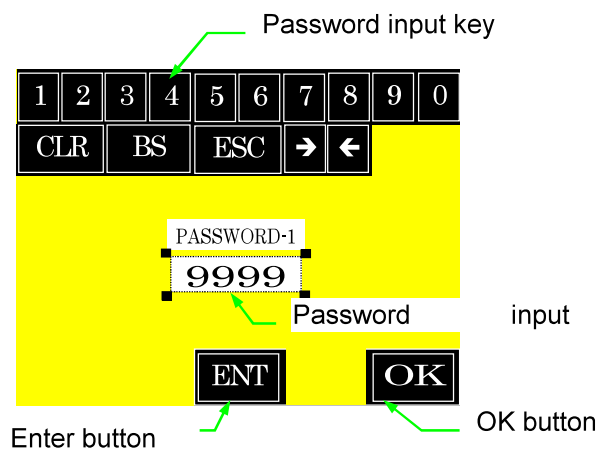 Password input key
1 2 3 4 5 6 7 8 9 0
CLR BS ESC → ←
PASSWORD-1
9999
Password input
ENT OK
Enter button OK button